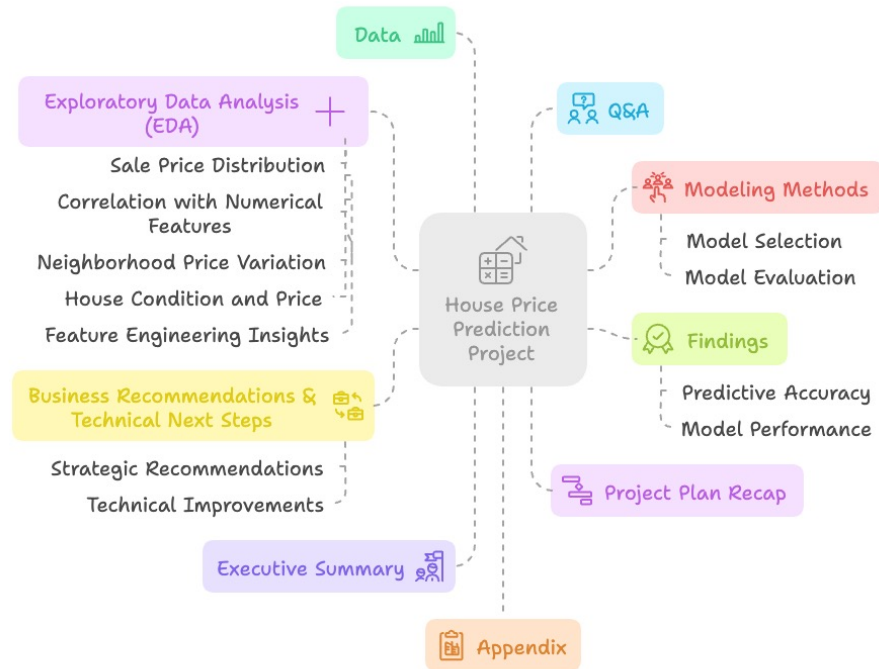 Data
Exploratory Data Analysis
(EDA)
Sale Price Distribution
Correlation with Numerical
Features
Neighborhood Price Variation
House Condition and Price
Feature Engineering Insights
Business Recommendations &
Technical Next Steps
Strategic Recommendations
Technical Improvements
Executive Summary
House Price
Prediction
Project
Q&A
Modeling Methods
Model Selection
Model Evaluation
Findings
Predictive Accuracy
Model Performance
Project Plan Recap
Appendix